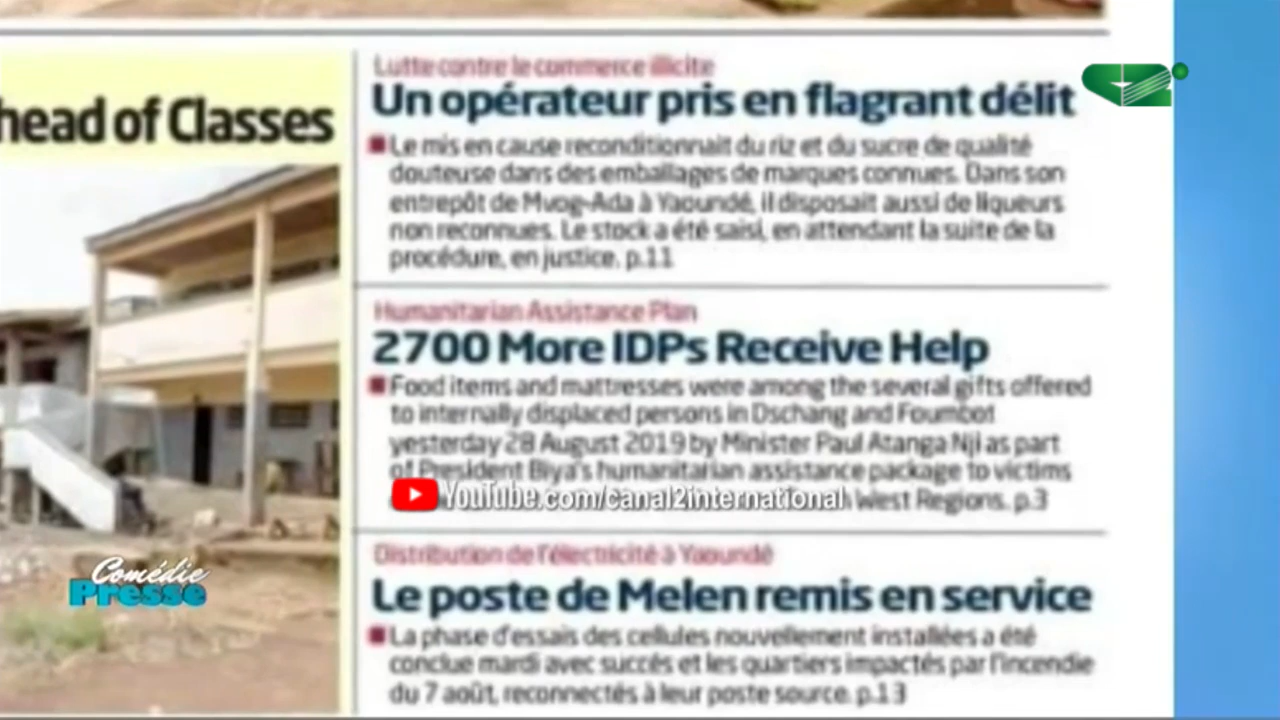 head of Classes
Lutte contre le commerce illicite
Un opérateur pris en flagrant délit
Le mis en cause reconditionnait du riz et du sucre de qualité
douteuse dans des emballages de marques connues. Dans son
entrepôt de Mvog-Ada à Yaoundé, il disposait aussi de liqueurs
non reconnues. Le stock a été saisi, en attendant la suite de la
procédure, en justice. p.11
Humanitarian Assistance Plan
2700 More IDPs Receive Help
Food items and mattresses were among the several gifts offered
to internally displaced persons in Dschang and Foumbot
yesterday 28 August 2019 by Minister Paul Atanga Nji as part
of President Biya's humanitarian assistance package to victims
West Regions. p.3
YouTube.com/canal2international
Distribution de l'électricité à Yaoundé
Le poste de Melen remis en service
La phase d'essais des cellules nouvellement installées a été
conclue mardi avec succés et les quartiers impactés par l'incendie
du 7 août, reconnectés à leur poste source. p.13
Comédie
Presse